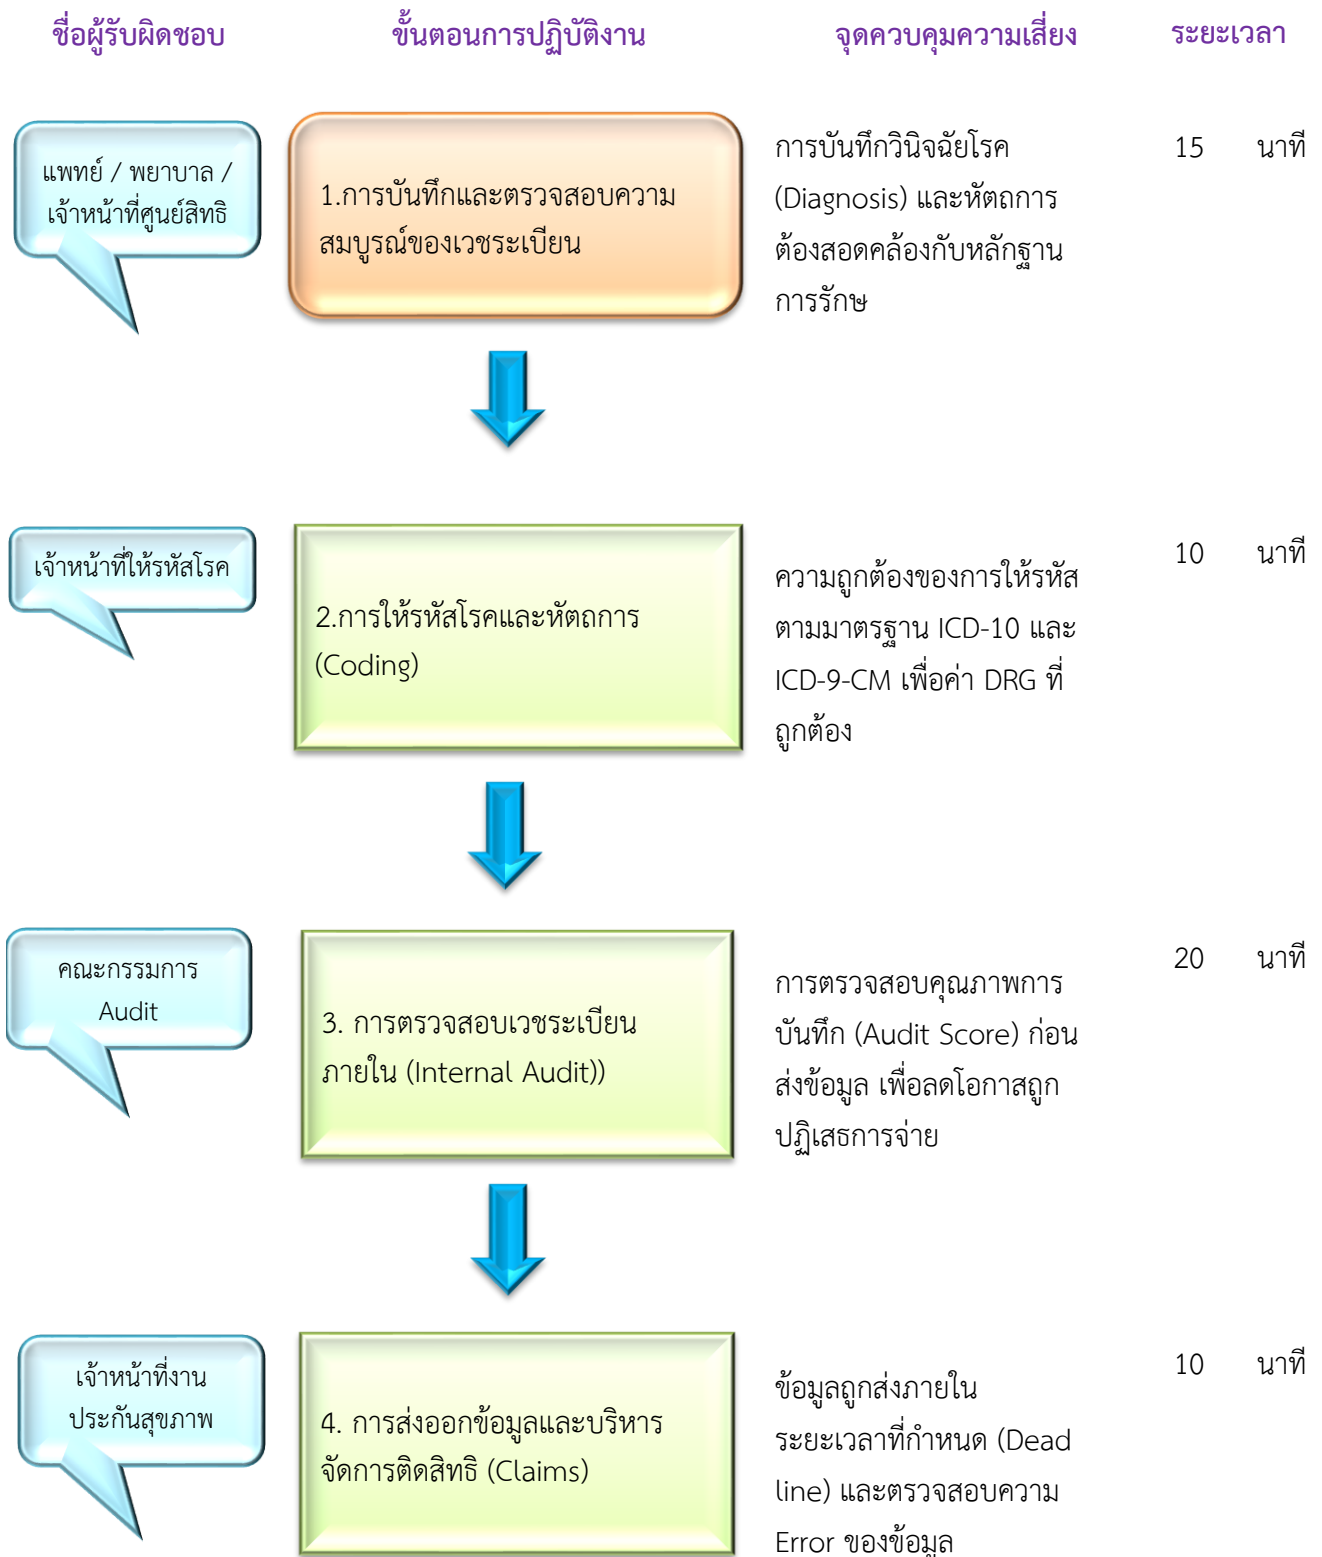 ชื่อผู้รับผิดชอบ ขั้นตอนการปฏิบัติงาน จุดควบคุมความเสี่ยง ระยะเวลา
แพทย์ / พยาบาล /
เจ้าหน้าที่ศูนย์สิทธิ
1.การบันทึกและตรวจสอบความ
สมบูรณ์ของเวชระเบียน
การบันทึกวินิจฉัยโรค
(Diagnosis) และหัตถการ
ต้องสอดคล้องกับหลักฐาน
การรักษ
15 นาที
เจ้าหน้าที่ให้รหัสโรค
2.การให้รหัสโรคและหัตถการ
(Coding)
ความถูกต้องของการให้รหัส
ตามมาตรฐาน ICD-10 และ
ICD-9-CM เพื่อค่า DRG ที่
ถูกต้อง
10 นาที
คณะกรรมการ
Audit
3. การตรวจสอบเวชระเบียน
ภายใน (Internal Audit))
การตรวจสอบคุณภาพการ
บันทึก (Audit Score) ก่อน
ส่งข้อมูล เพื่อลดโอกาสถูก
ปฏิเสธการจ่าย
20 นาที
เจ้าหน้าที่งาน
ประกันสุขภาพ
4. การส่งออกข้อมูลและบริหาร
จัดการติดสิทธิ (Claims)
ข้อมูลถูกส่งภายใน
ระยะเวลาที่กำหนด (Dead
line) และตรวจสอบความ
Error ของข้อมูล
10 นาที